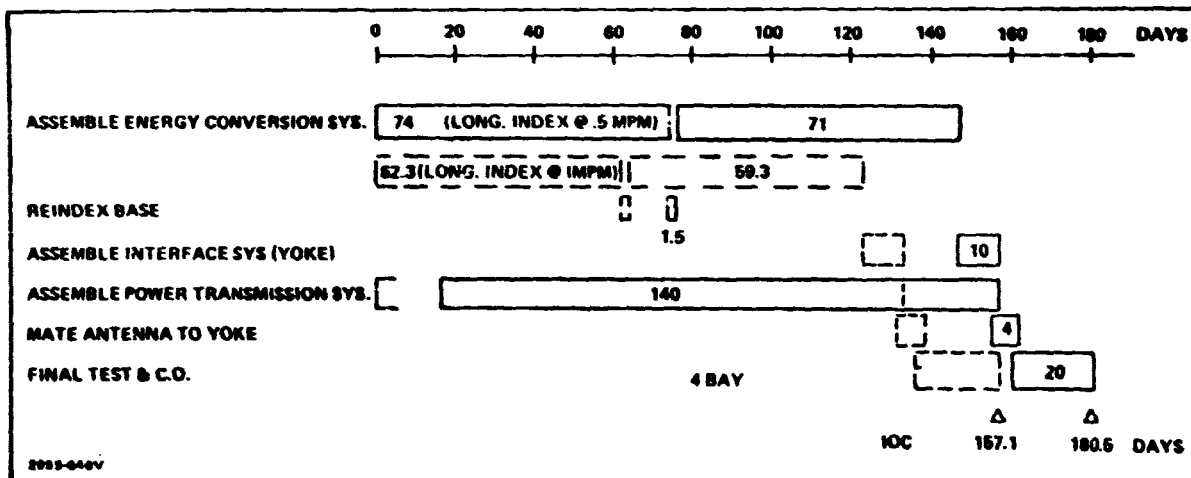 0 20 40 60 80 100 120 140 160 180 DAYS
ASSEMBLE ENERGY CONVERSION SYS. 74 (LONG. INDEX @ .5 MPM) 71
62.3 (LONG. INDEX @ 1MPM) 59.3
REINDEX BASE
1.5
ASSEMBLE INTERFACE SYS (YOKE) 10
ASSEMBLE POWER TRANSMISSION SYS. 140
MATE ANTENNA TO YOKE 4
FINAL TEST & C.O. 4 BAY 20
IOC 157.1 180.5 DAYS